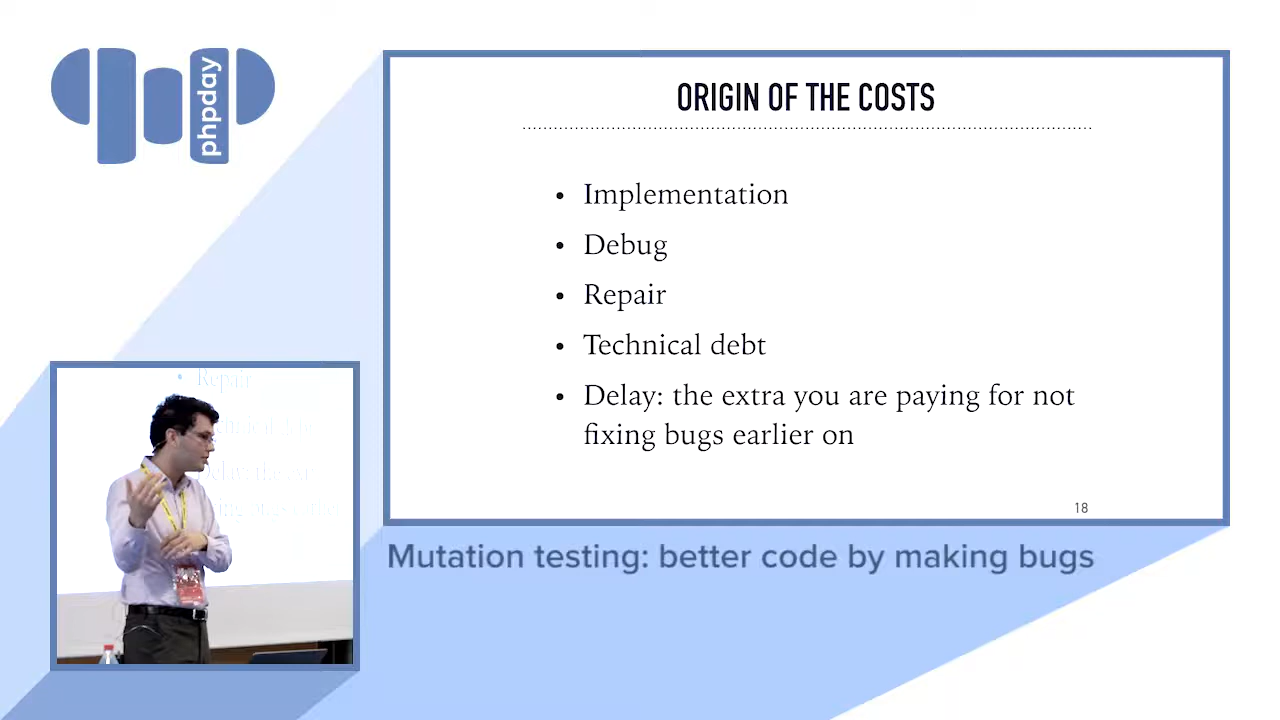 phpday
ORIGIN OF THE COSTS
• Implementation
• Debug
• Repair
• Technical debt
• Delay: the extra you are paying for not
fixing bugs earlier on
18
Mutation testing: better code by making bugs
• Repair